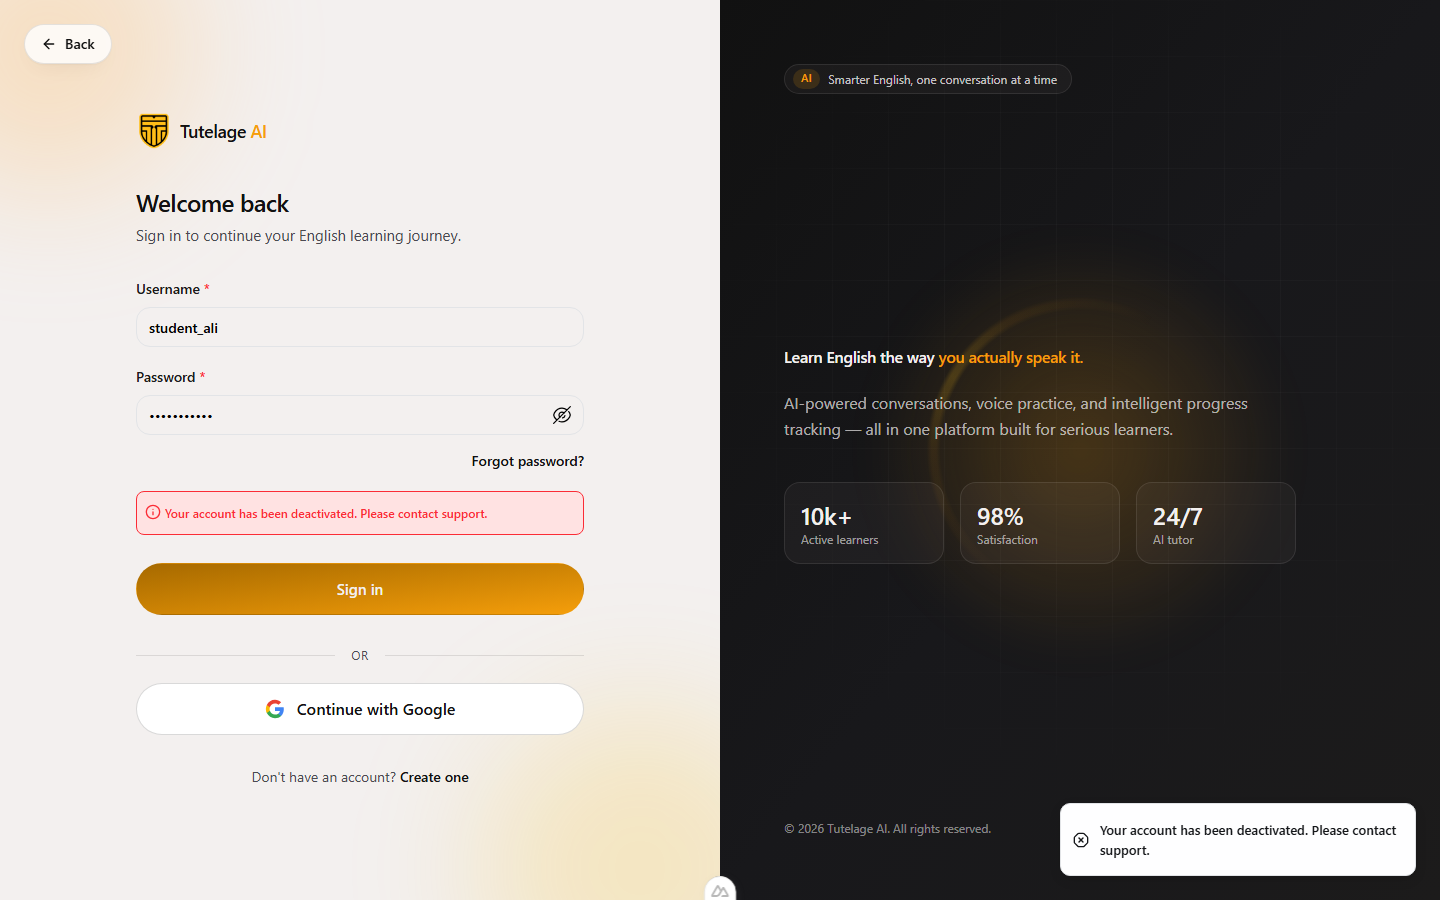 Back
Tutelage AI
Welcome back
Sign in to continue your English learning journey.
Username *
student_ali
Password *
•••••••••••
Forgot password?
Your account has been deactivated. Please contact support.
Sign in
OR
Continue with Google
Don't have an account? Create one
AI Smarter English, one conversation at a time
Learn English the way you actually speak it.
AI-powered conversations, voice practice, and intelligent progress
tracking — all in one platform built for serious learners.
10k+
Active learners
98%
Satisfaction
24/7
AI tutor
© 2026 Tutelage AI. All rights reserved.
Your account has been deactivated. Please contact
support.